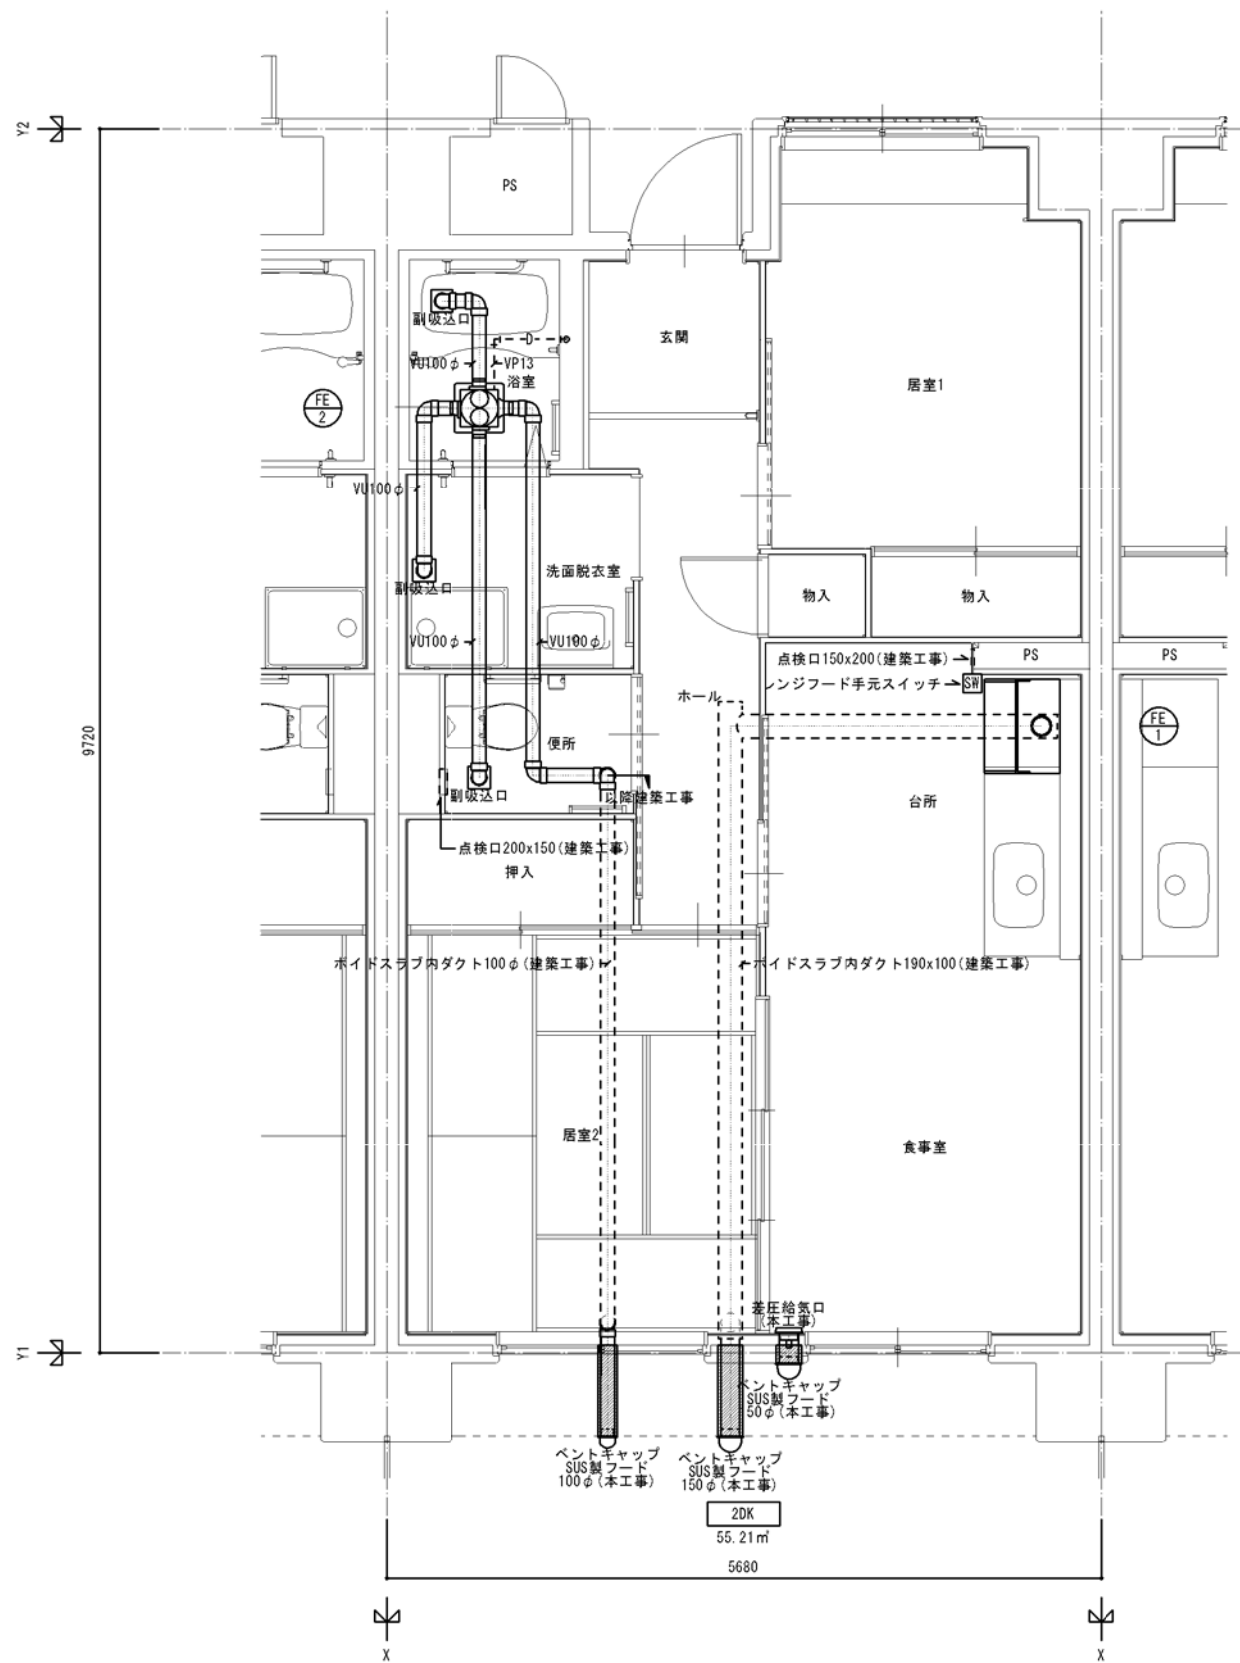 Y2
PS
副吸込口
D
玄関
VU100φ
VP13
浴室
居室1
FE
2
VU100φ
洗面脱衣室
副吸込口
物入
物入
VU100φ
VU100φ
点検口150x200(建築工事)
PS
PS
レンジフード手元スイッチ
SW
ホール
FE
1
9720
便所
副吸込口
以降建築工事
台所
点検口200x150(建築工事)
押入
ボイドスラブ内ダクト100φ(建築工事)
ボイドスラブ内ダクト190x100(建築工事)
居室2
食事室
差圧給気口
(本工事)
Y1
ベントキャップ
SUS製フード
50φ(本工事)
ベントキャップ
SUS製フード
100φ(本工事)
ベントキャップ
SUS製フード
150φ(本工事)
2DK
55.21㎡
5680
X
X